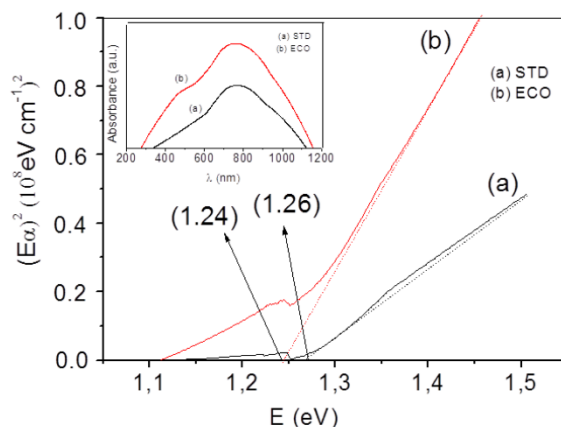 1.0
0.8
0.6
0.4
0.2
0.0
(Eα)² (10⁸eV cm⁻¹)²
1,1
1,2
1,3
1,4
1,5
E (eV)
(b)
(a) STD
(b) ECO
(a)
(1.24)
(1.26)
Absorbance (a.u.)
(a) STD
(b) ECO
(b)
(a)
200
400
600
800
1000
1200
λ (nm)